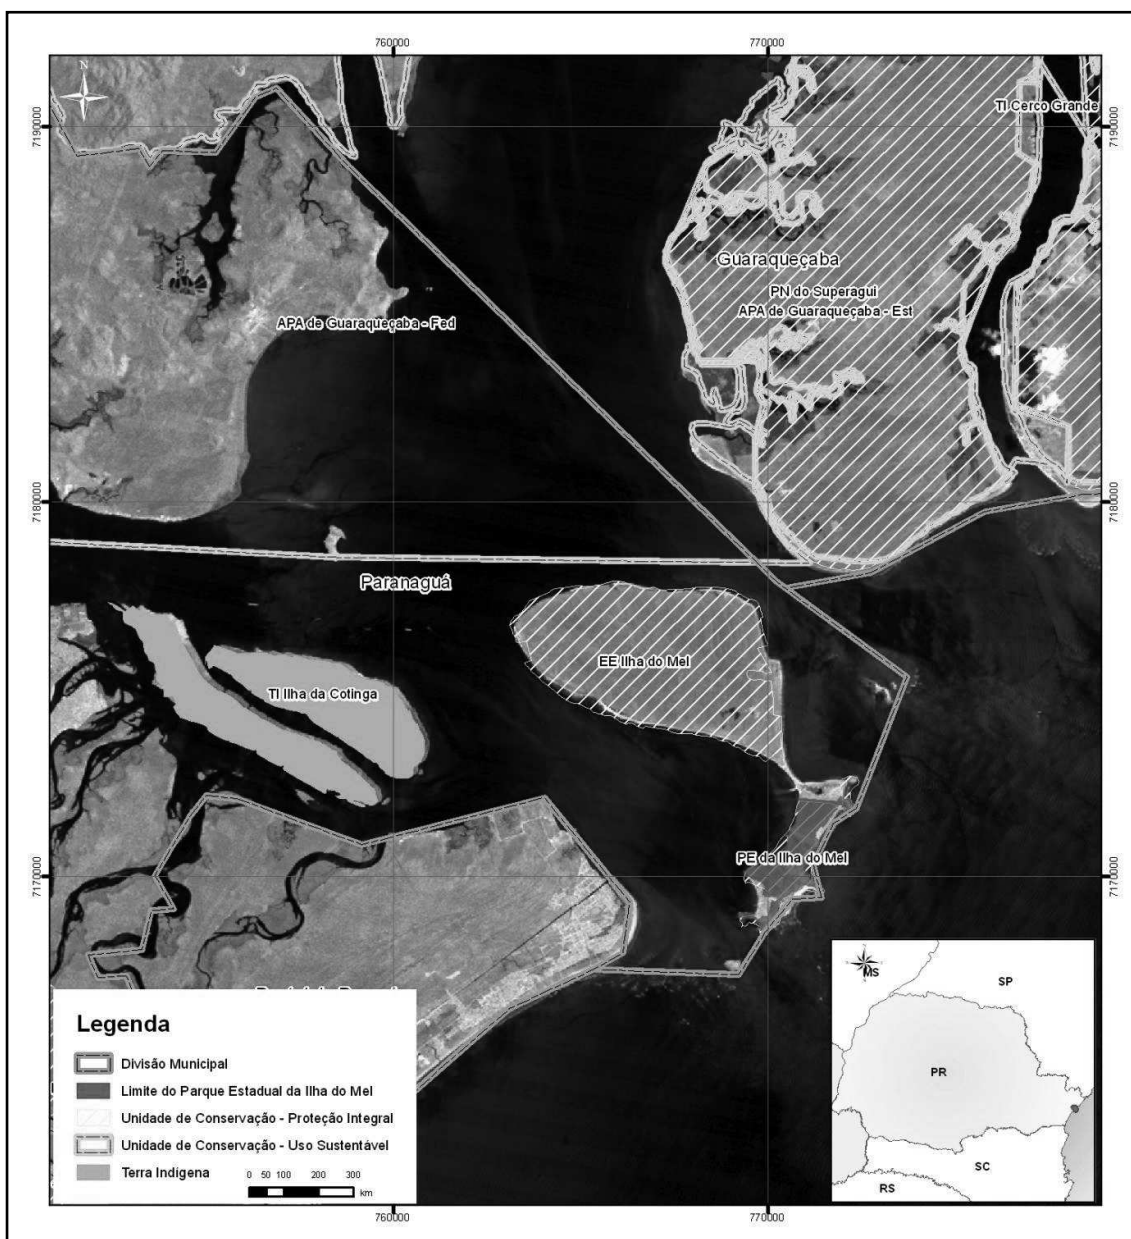 760000
770000
N
7190000
7190000
TI Cerco Grande
Guaraqueçaba
PN do Superagui
APA de Guaraqueçaba - Est
APA de Guaraqueçaba - Fed
7180000
7180000
Paranaguá
EE Ilha do Mel
TI Ilha da Cotinga
PE da Ilha do Mel
7170000
7170000
Legenda
Divisão Municipal
Limite do Parque Estadual da Ilha do Mel
Unidade de Conservação - Proteção Integral
Unidade de Conservação - Uso Sustentável
Terra Indígena
0 50 100 200 300
km
MS
SP
PR
SC
RS
760000
770000